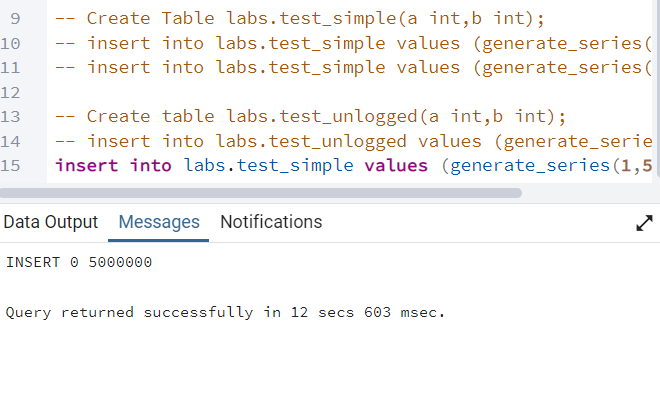 9 -- Create Table labs.test_simple(a int,b int);
10 -- insert into labs.test_simple values (generate_series(
11 -- insert into labs.test_simple values (generate_series(
12
13 -- Create table labs.test_unlogged(a int,b int);
14 -- insert into labs.test_unlogged values (generate_serie
15 insert into labs.test_simple values (generate_series(1,5
Data Output Messages Notifications
INSERT 0 5000000
Query returned successfully in 12 secs 603 msec.